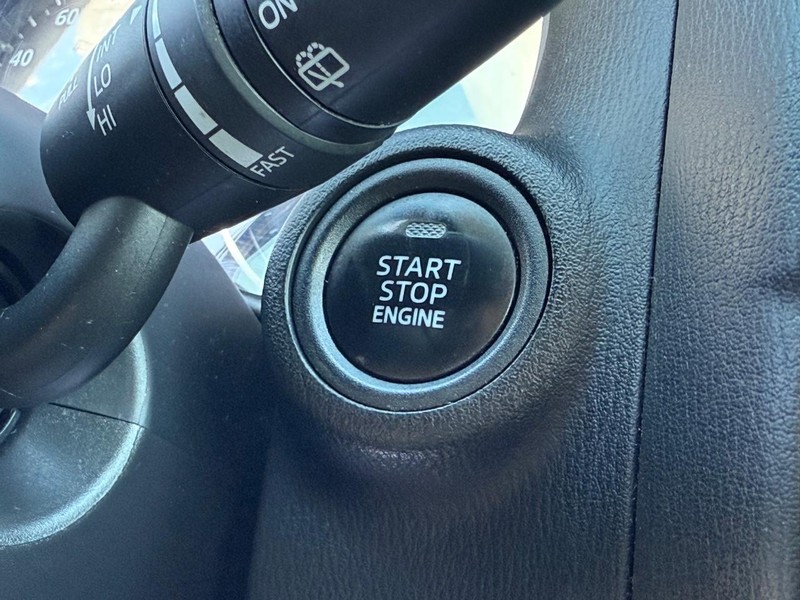 60
40
ON
INT
LO
HI
FAST
START
STOP
ENGINE